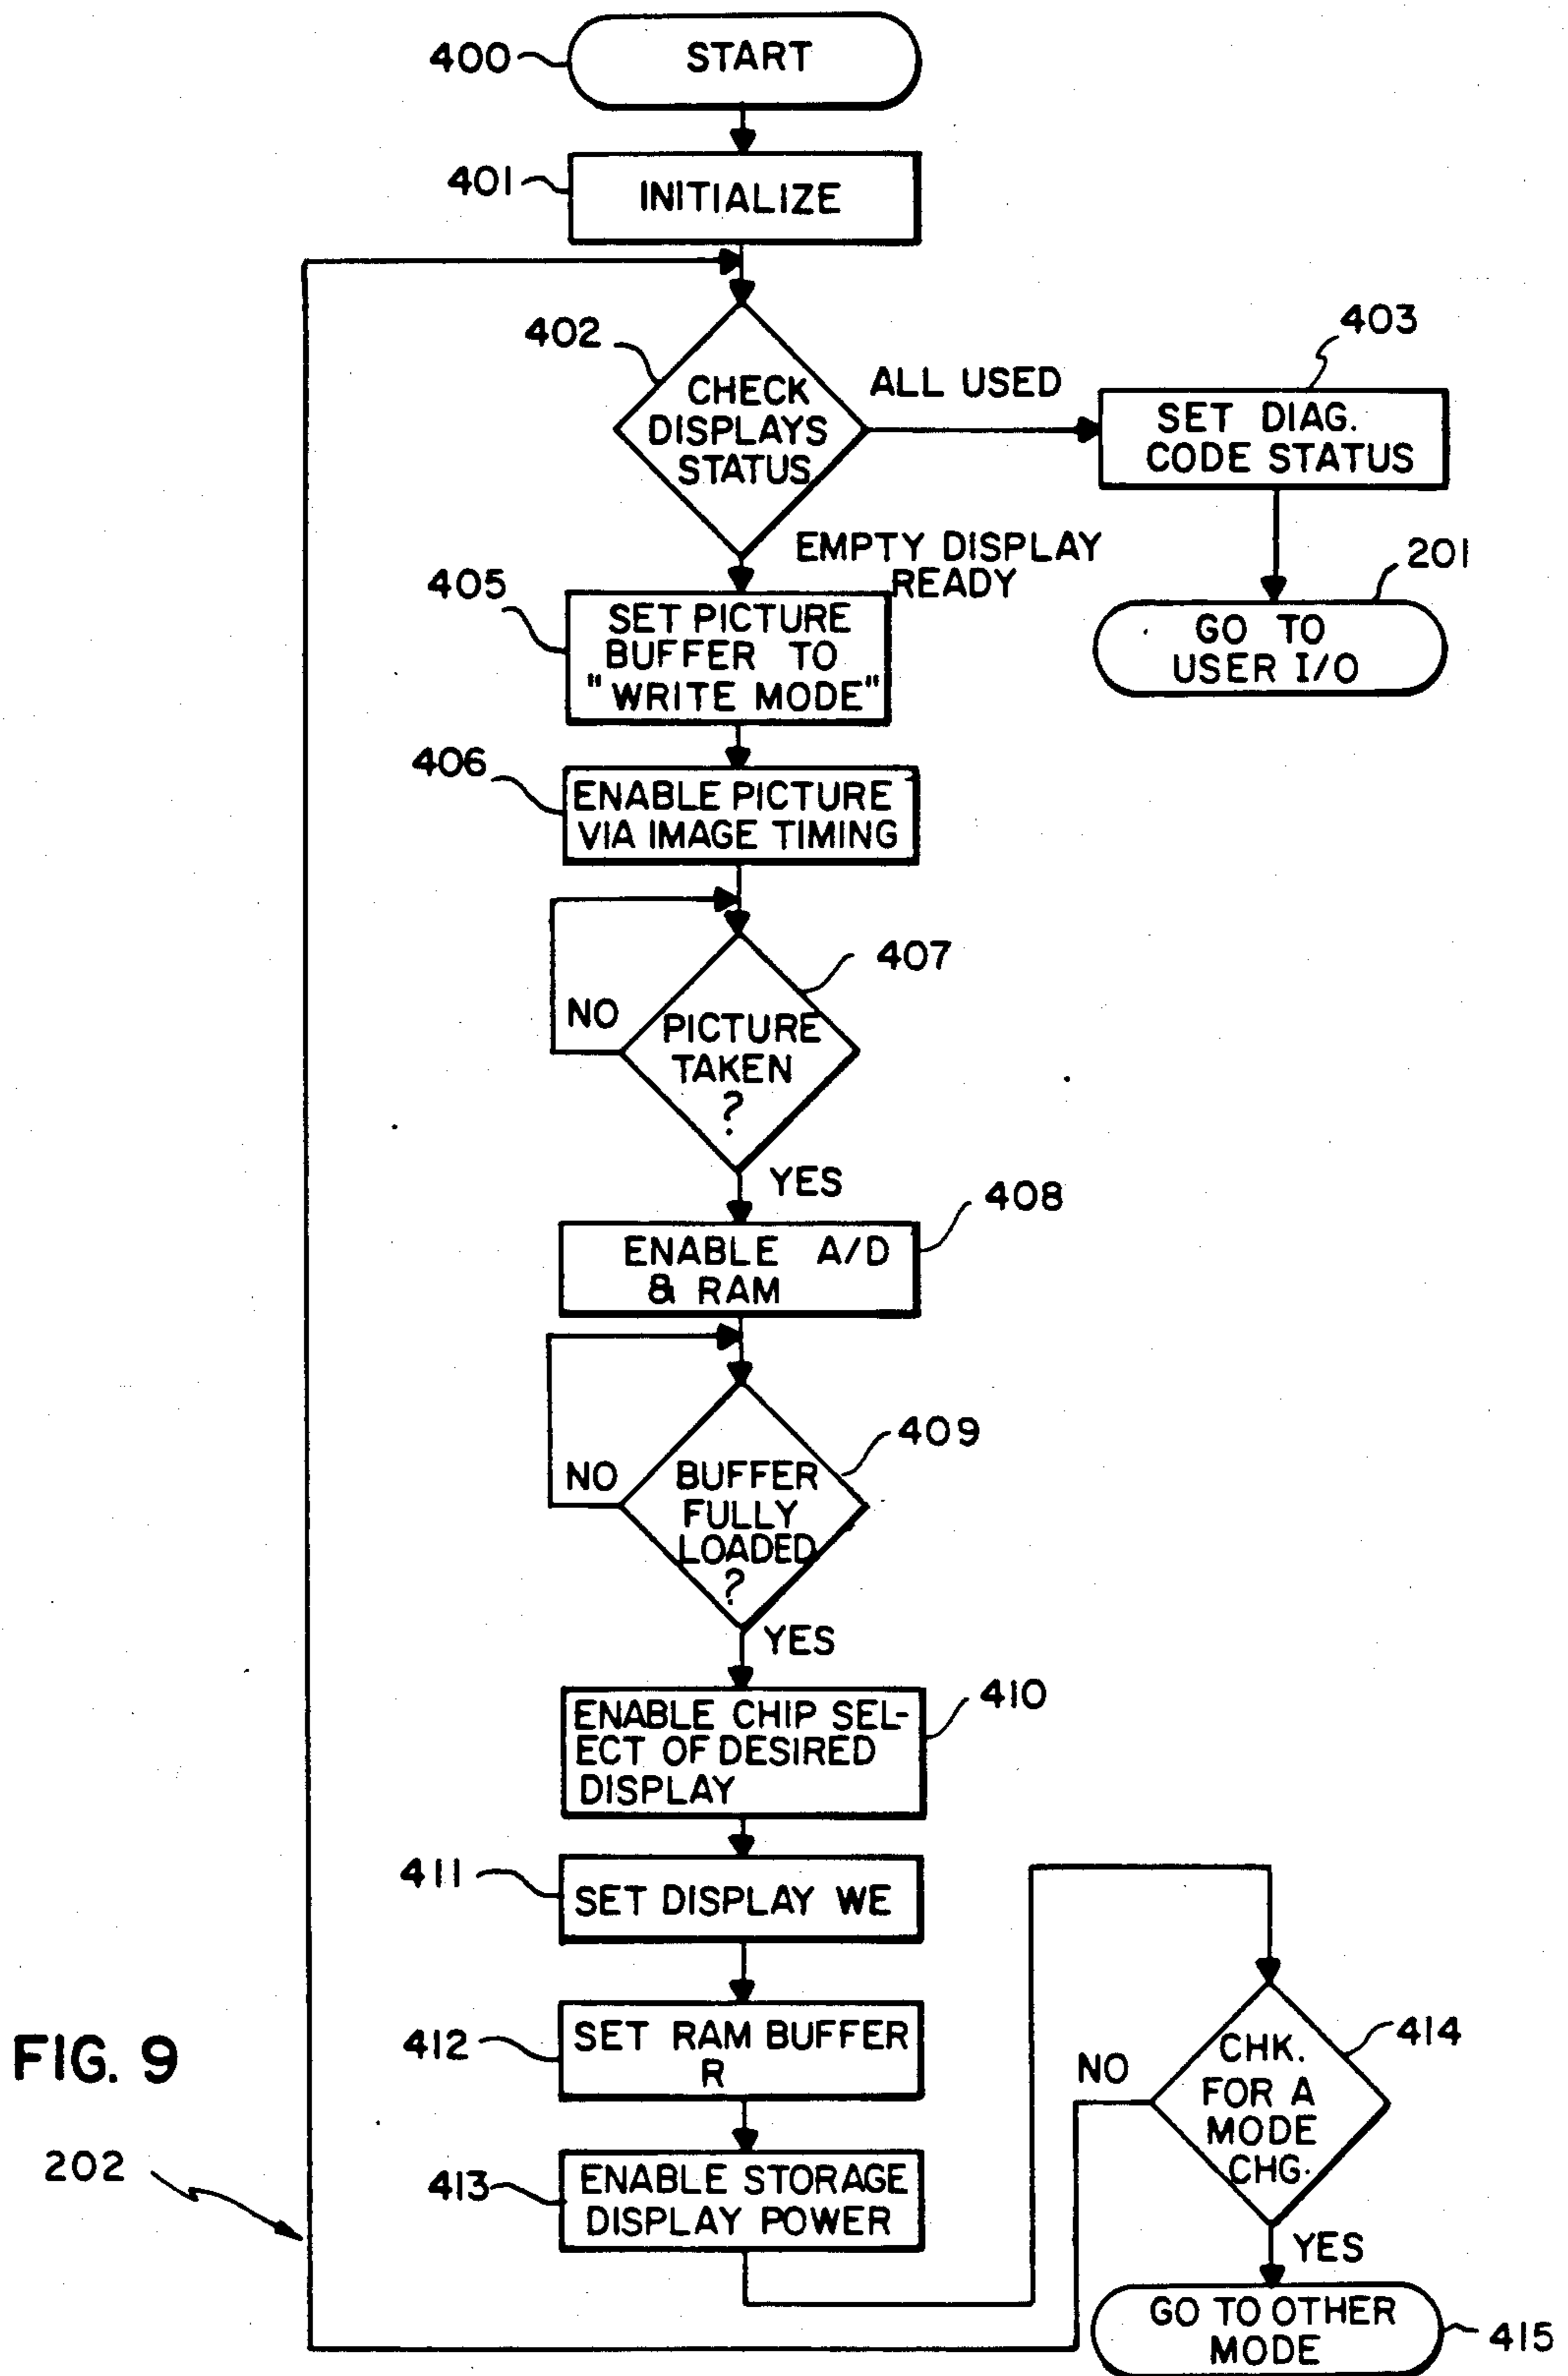 400
START
401
INITIALIZE
402
CHECK
DISPLAYS
STATUS
ALL USED
403
SET DIAG.
CODE STATUS
EMPTY DISPLAY
READY
201
GO TO
USER I/O
405
SET PICTURE
BUFFER TO
"WRITE MODE"
406
ENABLE PICTURE
VIA IMAGE TIMING
407
NO
PICTURE
TAKEN
?
YES
408
ENABLE A/D
& RAM
409
NO
BUFFER
FULLY
LOADED
?
YES
410
ENABLE CHIP SEL-
ECT OF DESIRED
DISPLAY
411
SET DISPLAY WE
412
SET RAM BUFFER
R
413
ENABLE STORAGE
DISPLAY POWER
414
NO
CHK.
FOR A
MODE
CHG.
YES
GO TO OTHER
MODE
415
FIG. 9
202